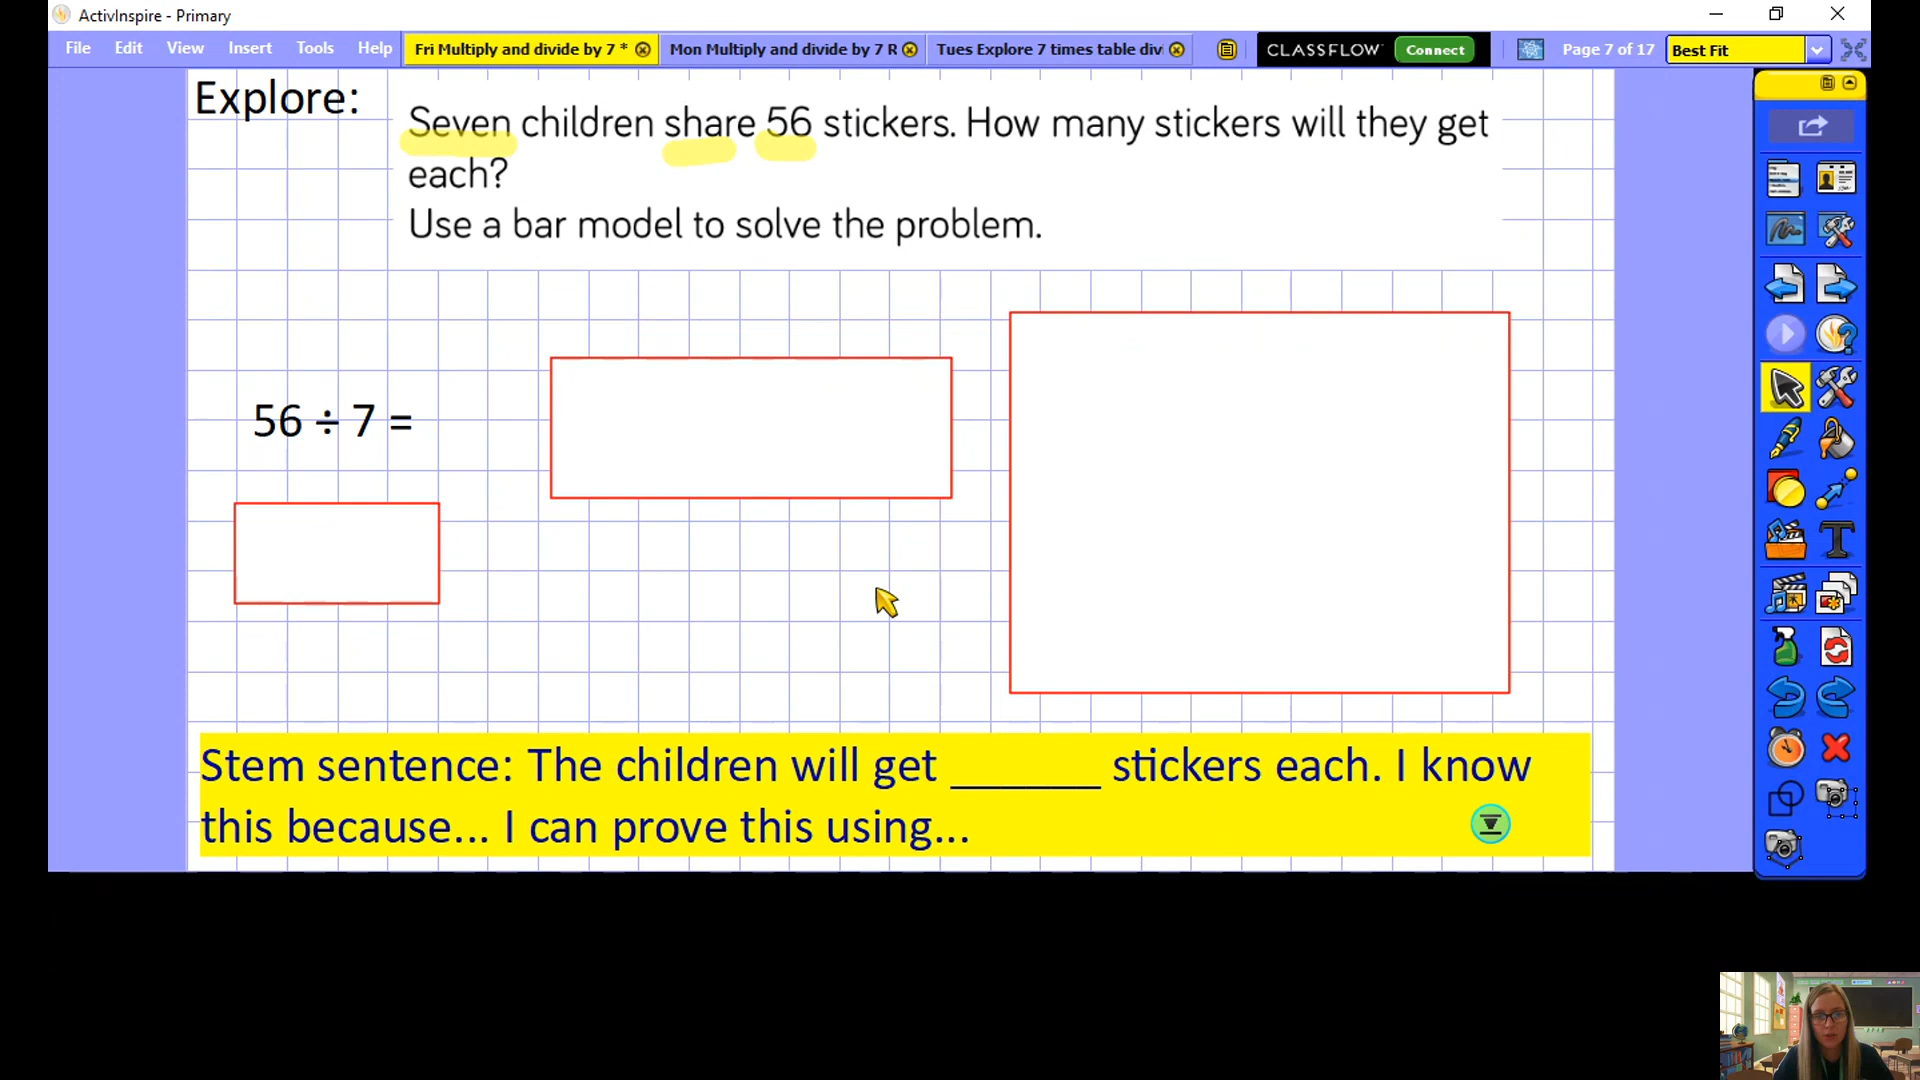 ActivInspire - Primary
File Edit View Insert Tools Help Fri Multiply and divide by 7 * Mon Multiply and divide by 7 R Tues Explore 7 times table divi CLASSFLOW Connect Page 7 of 17 Best Fit
Explore:
Seven children share 56 stickers. How many stickers will they get
each?
Use a bar model to solve the problem.
56 ÷ 7 =
Stem sentence: The children will get ______ stickers each. I know
this because... I can prove this using...